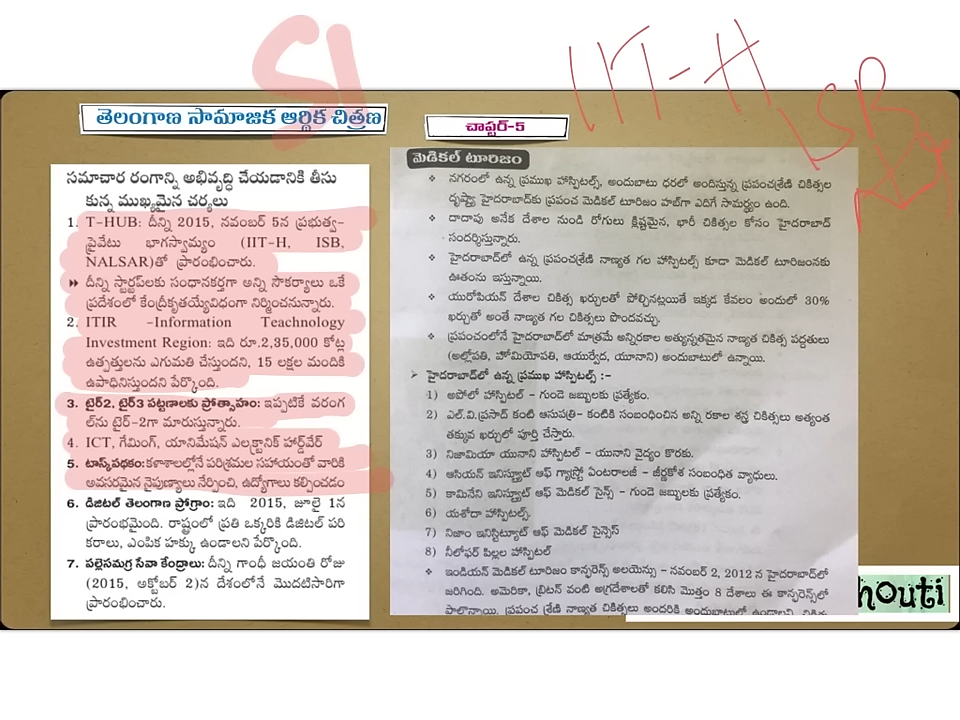 SI
IIT-H
ISB
తెలంగాణ సామాజక ఆర్థిక చిత్రణ
చాప్టర్-5
సమాచార రంగాన్ని అభివృద్ధి చేయడానికి తీసు
కున్న ముఖ్యమైన చర్యలు
1. T-HUB: దీన్ని 2015, నవంబర్ 5న ప్రభుత్వ-
ప్రైవేటు భాగస్వామ్యం (IIT-H, ISB,
NALSAR)తో ప్రారంభించారు.
దీన్ని స్టార్టప్‌లకు సంధానకర్తగా అన్ని సౌకర్యాలు ఒకే
ప్రదేశంలో కేంద్రీకృతయ్యేవిధంగా నిర్మించనున్నారు.
2. ITIR –Information Teachnology
Investment Region: ఇది రూ.2,35,000 కోట్ల
ఉత్పత్తులను ఎగుమతి చేస్తుందని, 15 లక్షల మందికి
ఉపాధినిస్తుందని పేర్కొంది.
3. టైర్2, టైర్3 పట్టణాలకు ప్రోత్సాహం: ఇప్పటికే వరంగ
ల్‌ను టైర్-2గా మారుస్తున్నారు.
4. ICT, గేమింగ్, యానిమేషన్ ఎలక్ట్రానిక్ హార్డ్‌వేర్
5. టాస్క్‌పథకం: కళాశాలల్లోనే పరిశ్రమల సహాయంతో వారికి
అవసరమైన నైపుణ్యాలు నేర్పించి, ఉద్యోగాలు కల్పించడం
6. డిజిటల్ తెలంగాణ ప్రోగ్రాం: ఇది 2015, జూలై 1న
ప్రారంభమైంది. రాష్ట్రంలో ప్రతి ఒక్కరికి డిజిటల్ పరి
కరాలు, ఎంపిక హక్కు ఉండాలని పేర్కొంది.
7. పల్లెసమగ్ర సేవా కేంద్రాలు: దీన్ని గాంధీ జయంతి రోజు
(2015, అక్టోబర్ 2)న దేశంలోనే మొదటిసారిగా
ప్రారంభించారు.
మెడికల్ టూరిజం
❖ నగరంలో ఉన్న ప్రముఖ హాస్పిటల్స్, అందుబాటు ధరలో అందిస్తున్న ప్రపంచశ్రేణి చికిత్సల
దృష్ట్యా హైదరాబాద్‌కు ప్రపంచ మెడికల్ టూరిజం హబ్‌గా ఎదిగే సామర్థ్యం ఉంది.
❖ దాదాపు అనేక దేశాల నుండి రోగులు క్లిష్టమైన, భారీ చికిత్సల కోసం హైదరాబాద్
సందర్శిస్తున్నారు.
❖ హైదరాబాద్‌లో ఉన్న ప్రపంచశ్రేణి నాణ్యత గల హాస్పిటల్స్ కూడా మెడికల్ టూరిజంనకు
ఊతంను ఇస్తున్నాయి.
❖ యురోపియన్ దేశాల చికిత్స ఖర్చులతో పోల్చినట్లయితే ఇక్కడ కేవలం అందులో 30%
ఖర్చుతో అంతే నాణ్యత గల చికిత్సలు పొందవచ్చు.
❖ ప్రపంచంలోనే హైదరాబాద్‌లో మాత్రమే అన్నిరకాల అత్యున్నతమైన నాణ్యత చికిత్స పద్దతులు
(అల్లోపతి, హోమియోపతి, ఆయుర్వేద, యూనాని) అందుబాటులో ఉన్నాయి.
➢ హైదరాబాద్‌లో ఉన్న ప్రముఖ హాస్పిటల్స్ :-
1) అపోలో హాస్పిటల్ - గుండె జబ్బులకు ప్రత్యేకం.
2) ఎల్.వి.ప్రసాద్ కంటి ఆసుపత్రి- కంటికి సంబంధించిన అన్ని రకాల శస్త్ర చికిత్సలు అత్యంత
తక్కువ ఖర్చులో పూర్తి చేస్తారు.
3) నిజామియా యునాని హాస్పిటల్ - యునాని వైద్యం కొరకు.
4) ఆసియన్ ఇనిస్ట్యూట్ ఆఫ్ గ్యాస్ట్రో ఏంటరాలజీ - జీర్ణకోశ సంబంధిత వ్యాధులు.
5) కామినేని ఇనిస్ట్యూట్ ఆఫ్ మెడికల్ సైన్స్ - గుండె జబ్బులకు ప్రత్యేకం.
6) యశోదా హాస్పిటల్స్.
7) నిజాం ఇనిస్టిట్యూట్ ఆఫ్ మెడికల్ సైన్సెస్
8) నీలోఫర్ పిల్లల హాస్పిటల్
❖ ఇండియన్ మెడికల్ టూరిజం కాన్ఫరెన్స్ అలయెన్సు - నవంబర్ 2, 2012 న హైదరాబాద్‌లో
జరిగింది. అమెరికా, బ్రిటన్ వంటి అగ్రదేశాలతో కలిసి మొత్తం 8 దేశాలు ఈ కాన్ఫరెన్స్‌లో
పాల్గొన్నాయి. ప్రపంచ శ్రేణి నాణ్యత చికిత్సలు అందరికి అందుబాటులో ఉండాలని
houti